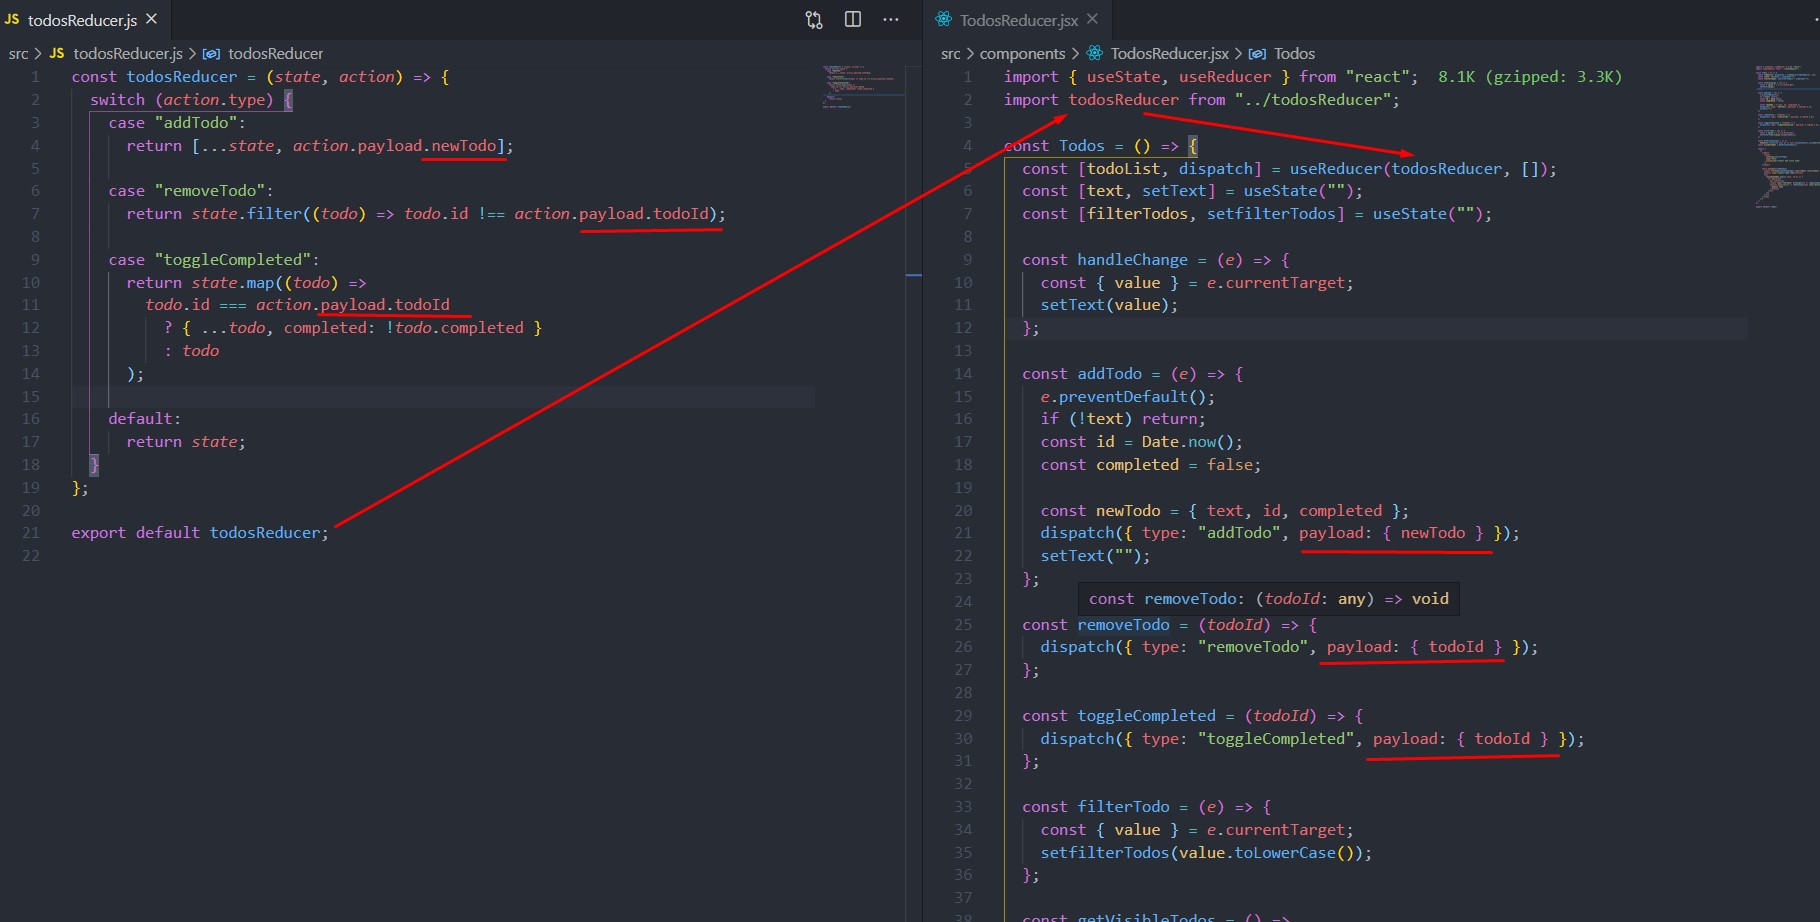 JS todosReducer.js
src > JS todosReducer.js > todosReducer
1 const todosReducer = (state, action) => {
2 switch (action.type) {
3 case "addTodo":
4 return [...state, action.payload.newTodo];
5
6 case "removeTodo":
7 return state.filter((todo) => todo.id !== action.payload.todoId);
8
9 case "toggleCompleted":
10 return state.map((todo) =>
11 todo.id === action.payload.todoId
12 ? { ...todo, completed: !todo.completed }
13 : todo
14 );
15
16 default:
17 return state;
18 }
19 };
20
21 export default todosReducer;
22
TodosReducer.jsx
src > components > TodosReducer.jsx > Todos
1 import { useState, useReducer } from "react"; 8.1K (gzipped: 3.3K)
2 import todosReducer from "../todosReducer";
3
4 const Todos = () => {
5 const [todoList, dispatch] = useReducer(todosReducer, []);
6 const [text, setText] = useState("");
7 const [filterTodos, setfilterTodos] = useState("");
8
9 const handleChange = (e) => {
10 const { value } = e.currentTarget;
11 setText(value);
12 };
13
14 const addTodo = (e) => {
15 e.preventDefault();
16 if (!text) return;
17 const id = Date.now();
18 const completed = false;
19
20 const newTodo = { text, id, completed };
21 dispatch({ type: "addTodo", payload: { newTodo } });
22 setText("");
23 };
24 const removeTodo: (todoId: any) => void
25 const removeTodo = (todoId) => {
26 dispatch({ type: "removeTodo", payload: { todoId } });
27 };
28
29 const toggleCompleted = (todoId) => {
30 dispatch({ type: "toggleCompleted", payload: { todoId } });
31 };
32
33 const filterTodo = (e) => {
34 const { value } = e.currentTarget;
35 setfilterTodos(value.toLowerCase());
36 };
37
38 const getVisibleTodos = () =>